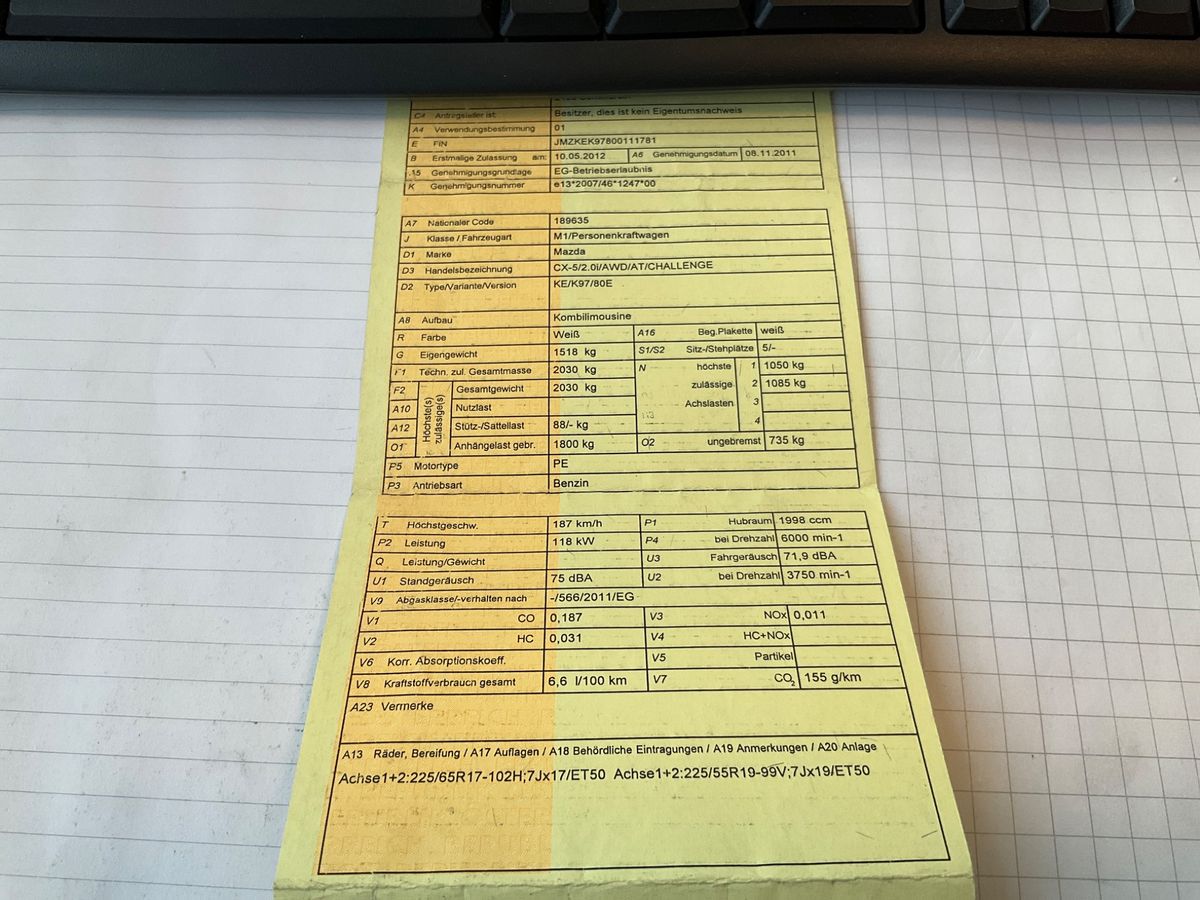 C4 Antragsteller ist: Besitzer, dies ist kein Eigentumsnachweis
A4 Verwendungsbestimmung 01
E FIN JMZKEK97800111781
B Erstmalige Zulassung am: 10.05.2012 A6 Genehmigungsdatum 08.11.2011
.15 Genehmigungsgrundlage EG-Betriebserlaubnis
K Genehmigungsnummer e13*2007/46*1247*00
A7 Nationaler Code 189635
J Klasse / Fahrzeugart M1/Personenkraftwagen
D1 Marke Mazda
D3 Handelsbezeichnung CX-5/2.0i/AWD/AT/CHALLENGE
D2 Type/Variante/Version KE/K97/80E
A8 Aufbau Kombilimousine
R Farbe Weiß A16 Beg.Plakette weiß
G Eigengewicht 1518 kg S1/S2 Sitz-/Stehplätze 5/-
F1 Techn. zul. Gesamtmasse 2030 kg N höchste 1 1050 kg
F2 Höchste(s) zulässige(s) Gesamtgewicht 2030 kg zulässige 2 1085 kg
A10 Nutzlast Achslasten 3
A12 Stütz-/Sattellast 88/- kg 4
O1 Anhängelast gebr. 1800 kg O2 ungebremst 735 kg
P5 Motortype PE
P3 Antriebsart Benzin
T Höchstgeschw. 187 km/h P1 Hubraum 1998 ccm
P2 Leistung 118 kW P4 bei Drehzahl 6000 min-1
Q Leistung/Gewicht U3 Fahrgeräusch 71,9 dBA
U1 Standgeräusch 75 dBA U2 bei Drehzahl 3750 min-1
V9 Abgasklasse/-verhalten nach -/566/2011/EG
V1 CO 0,187 V3 NOx 0,011
V2 HC 0,031 V4 HC+NOx
V6 Korr. Absorptionskoeff. V5 Partikel
V8 Kraftstoffverbrauch gesamt 6,6 l/100 km V7 CO₂ 155 g/km
A23 Vermerke
A13 Räder, Bereifung / A17 Auflagen / A18 Behördliche Eintragungen / A19 Anmerkungen / A20 Anlage
Achse1+2:225/65R17-102H;7Jx17/ET50 Achse1+2:225/55R19-99V;7Jx19/ET50